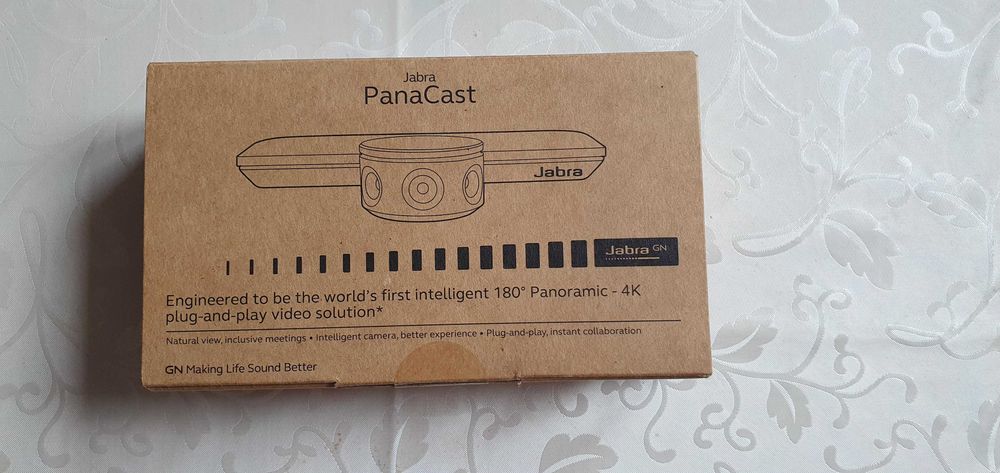 Jabra
PanaCast
Jabra
Jabra GN
Engineered to be the world's first intelligent 180° Panoramic - 4K
plug-and-play video solution*
Natural view, inclusive meetings • Intelligent camera, better experience • Plug-and-play, instant collaboration
GN Making Life Sound Better